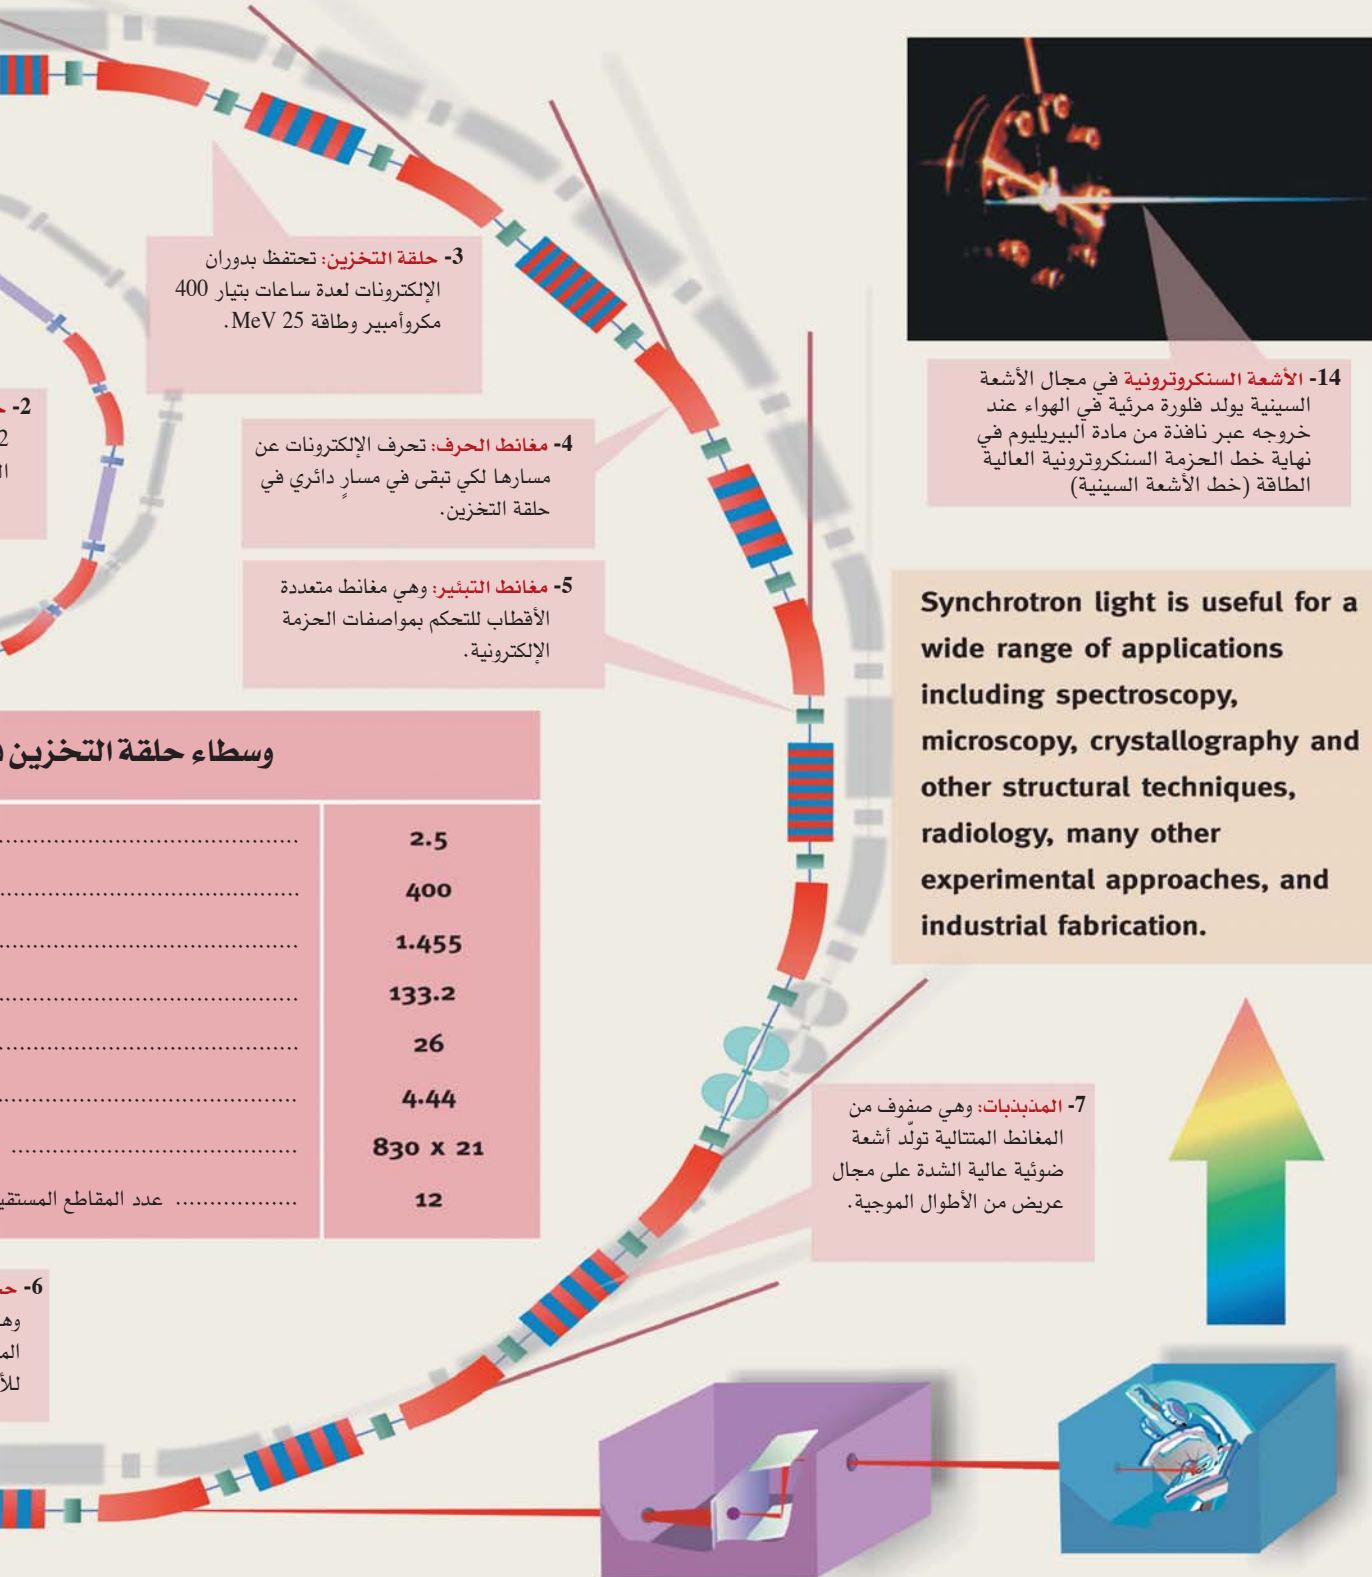 3- حلقة التخزين: تحتفظ بدوران
الإلكترونات لعدة ساعات بتيار 400
مكروأمبير وطاقة 25 MeV.
14- الأشعة السنكروترونية في مجال الأشعة
السينية يولد فلورة مرئية في الهواء عند
خروجه عبر نافذة من مادة البيريليوم في
نهاية خط الحزمة السنكروترونية العالية
الطاقة (خط الأشعة السينية)
2-
2
4- مغانط الحرف: تحرف الإلكترونات عن
مسارها لكي تبقى في مسارٍ دائري في
حلقة التخزين.
5- مغانط التبئير: وهي مغانط متعددة
الأقطاب للتحكم بمواصفات الحزمة
الإلكترونية.
Synchrotron light is useful for a
wide range of applications
including spectroscopy,
microscopy, crystallography and
other structural techniques,
radiology, many other
experimental approaches, and
industrial fabrication.
وسطاء حلقة التخزين
2.5
400
1.455
133.2
26
4.44
830 x 21
12 ................. عدد المقاطع
7- المذبذبات: وهي صفوف من
المغانط المتتالية تولّد أشعة
ضوئية عالية الشدة على مجال
عريض من الأطوال الموجية.
6-